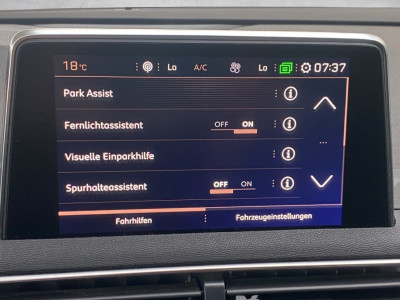 18°C Lo A/C Lo 07:37
Park Assist
Fernlichtassistent OFF ON
Visuelle Einparkhilfe
Spurhalteassistent OFF ON
Fahrhilfen Fahrzeugeinstellungen